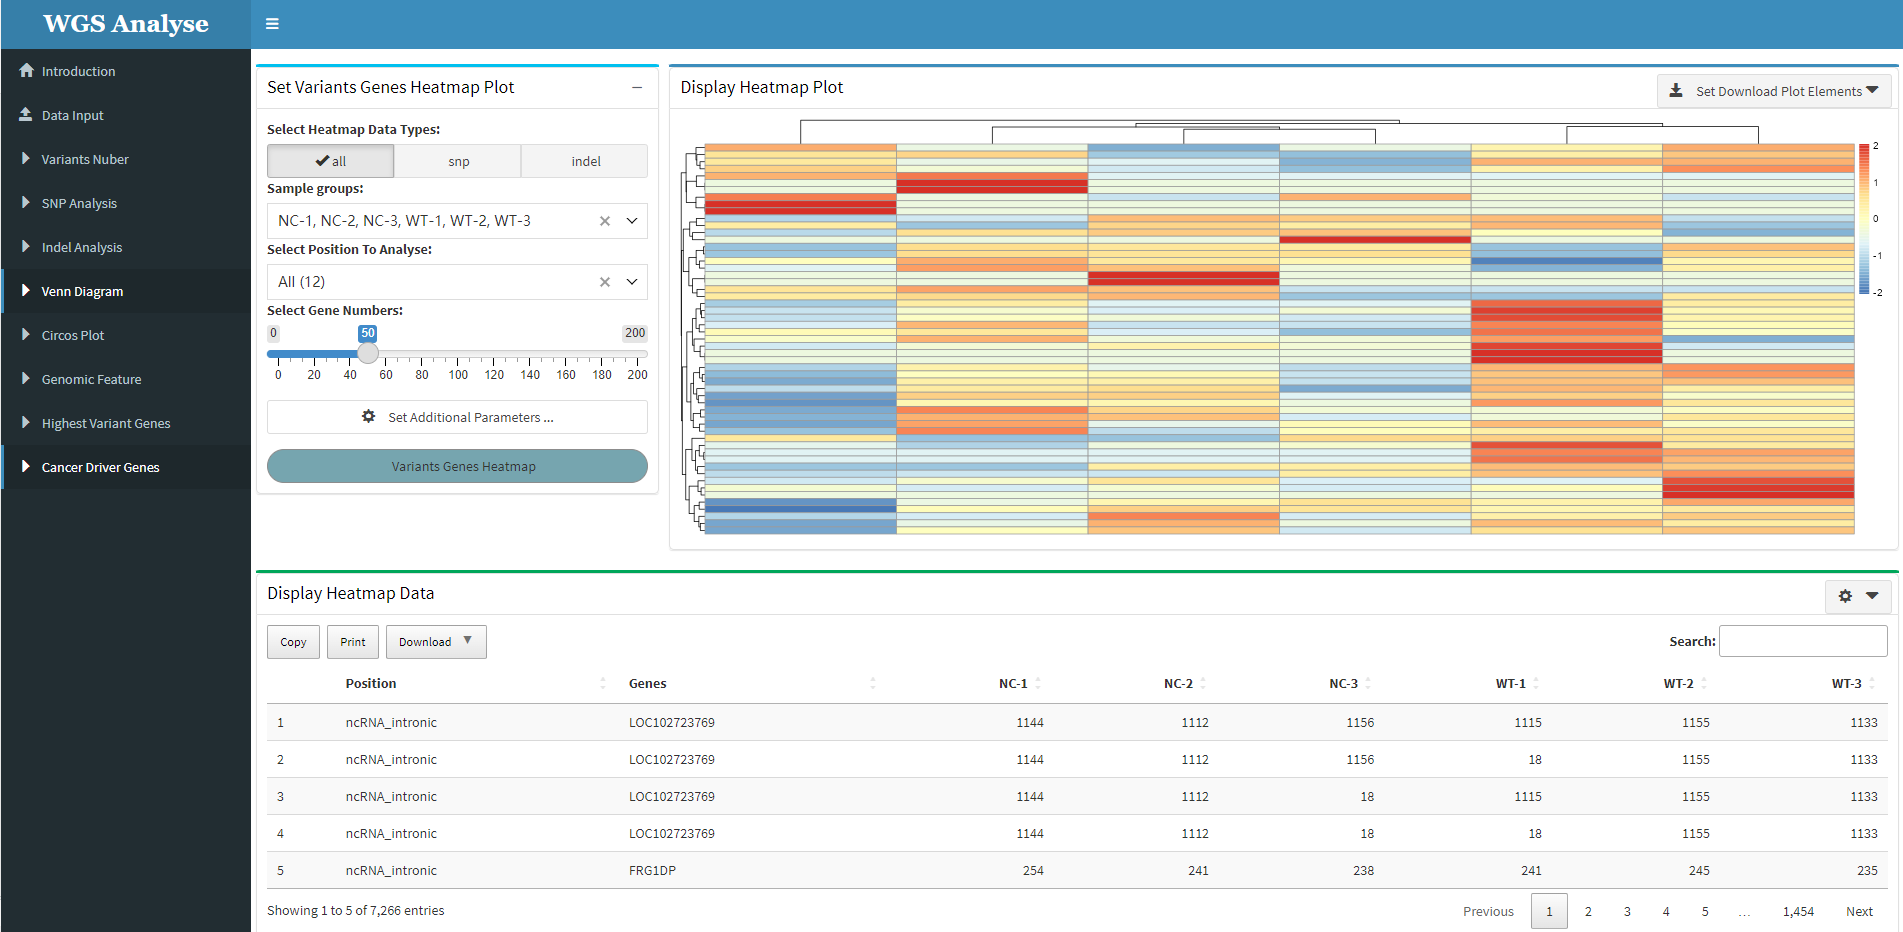 WGS Analyse
Introduction
Data Input
Variants Nuber
SNP Analysis
Indel Analysis
Venn Diagram
Circos Plot
Genomic Feature
Highest Variant Genes
Cancer Driver Genes
Set Variants Genes Heatmap Plot
Select Heatmap Data Types:
all snp indel
Sample groups:
NC-1, NC-2, NC-3, WT-1, WT-2, WT-3
Select Position To Analyse:
All (12)
Select Gene Numbers:
0 50 200
0 20 40 60 80 100 120 140 160 180 200
Set Additional Parameters ...
Variants Genes Heatmap
Display Heatmap Plot
Set Download Plot Elements
2
1
0
-1
-2
Display Heatmap Data
Copy Print Download
Search:
Position Genes NC-1 NC-2 NC-3 WT-1 WT-2 WT-3
1 ncRNA_intronic LOC102723769 1144 1112 1156 1115 1155 1133
2 ncRNA_intronic LOC102723769 1144 1112 1156 18 1155 1133
3 ncRNA_intronic LOC102723769 1144 1112 18 1115 1155 1133
4 ncRNA_intronic LOC102723769 1144 1112 18 18 1155 1133
5 ncRNA_intronic FRG1DP 254 241 238 241 245 235
Showing 1 to 5 of 7,266 entries
Previous 1 2 3 4 5 ... 1,454 Next